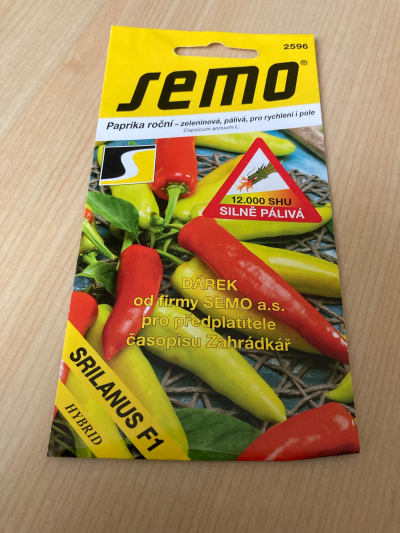 2596
semo®
Paprika roční – zeleninová, pálivá, pro rychlení i pole
Capsicum annuum L.
12.000 SHU
SILNĚ PÁLIVÁ
DÁREK
od firmy SEMO a.s.
pro předplatitele
časopisu Zahrádkář
SRILANUS F1
HYBRID